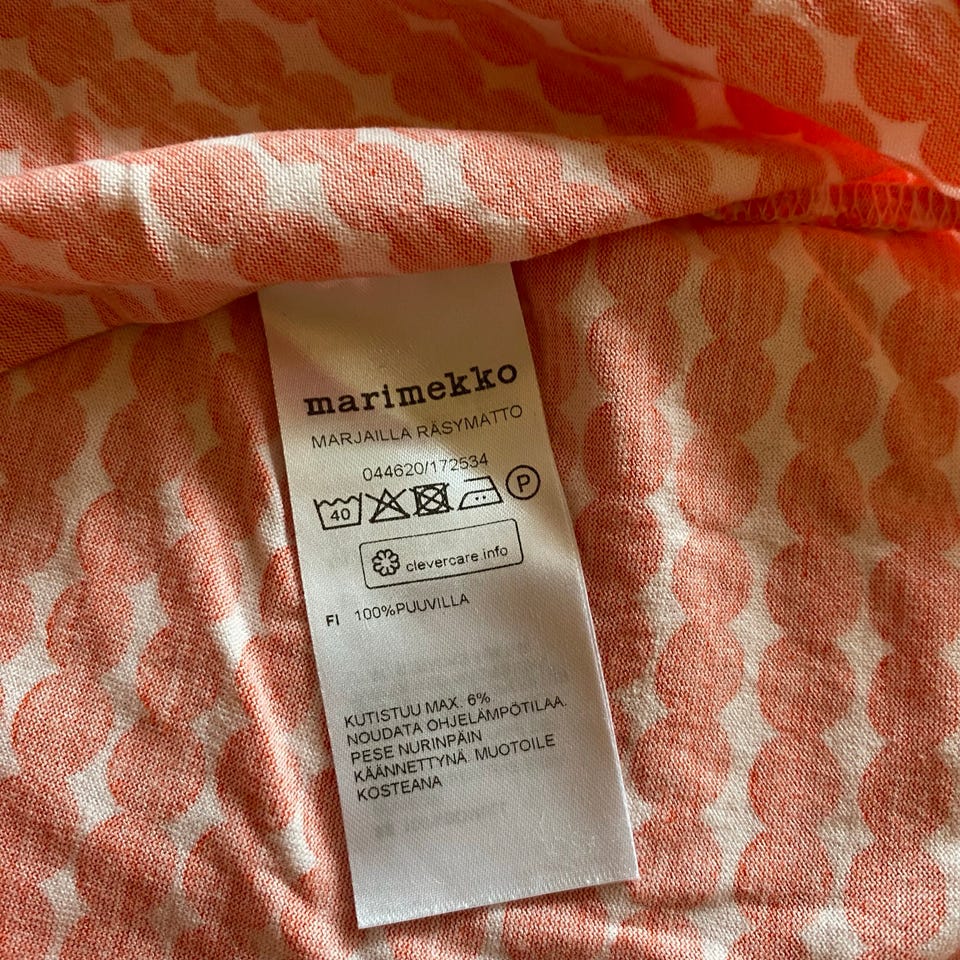 marimekko
MARJAILLA RÄSYMATTO
044620/172534
40 P
clevercare.info
FI 100%PUUVILLA
KUTISTUU MAX. 6%
NOUDATA OHJELÄMPÖTILAA.
PESE NURINPÄIN
KÄÄNNETTYNÄ. MUOTOILE
KOSTEANA